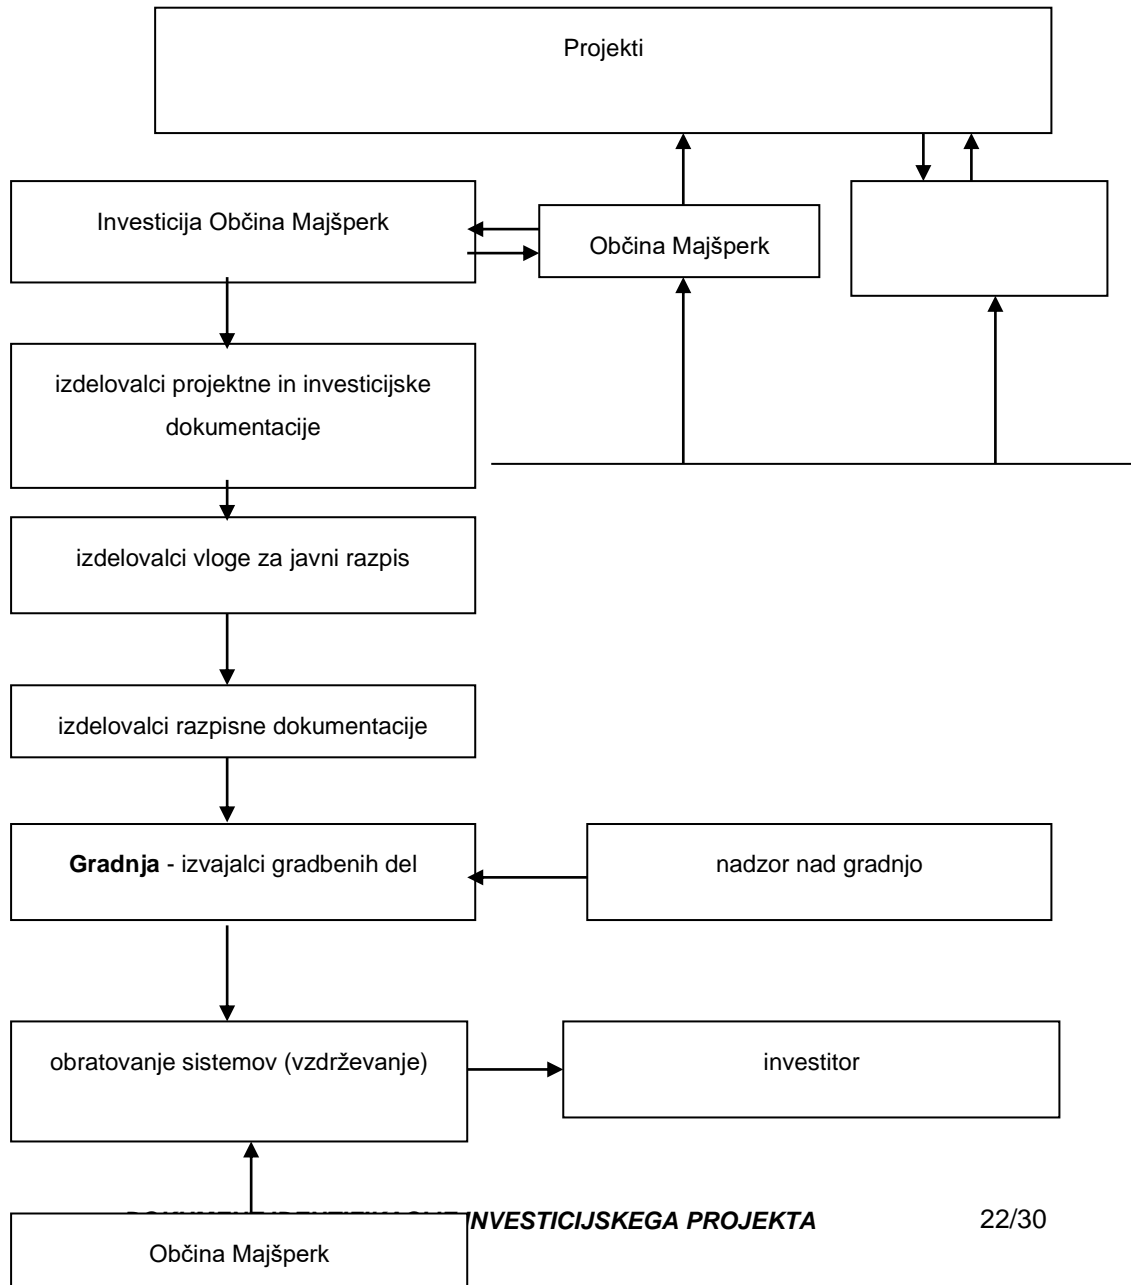 Projekti
Investicija Občina Majšperk
Občina Majšperk
izdelovalci projektne in investicijske
dokumentacije
izdelovalci vloge za javni razpis
izdelovalci razpisne dokumentacije
Gradnja - izvajalci gradbenih del
nadzor nad gradnjo
obratovanje sistemov (vzdrževanje)
investitor
INVESTICIJSKEGA PROJEKTA
22/30
Občina Majšperk